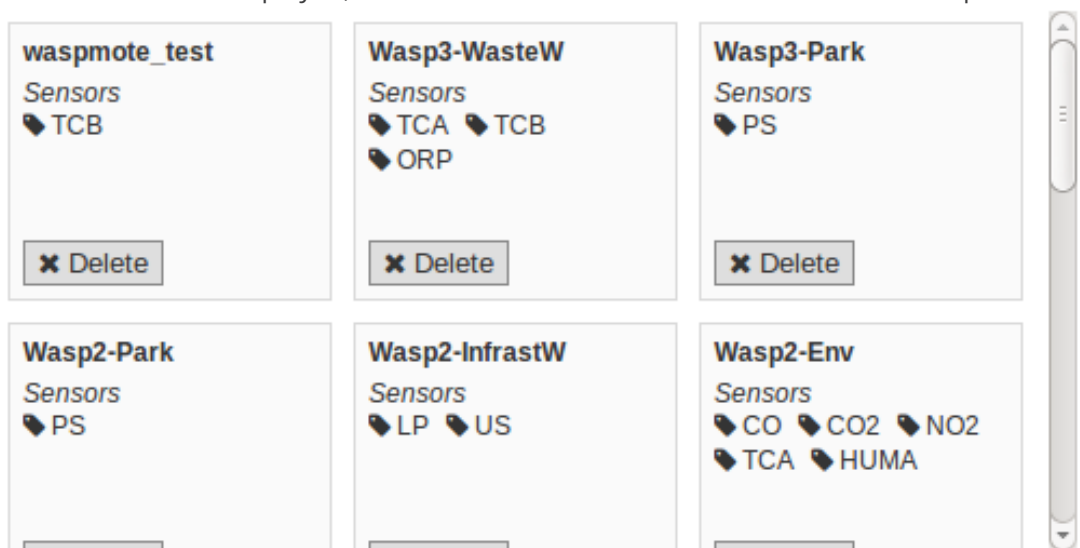 waspmote_test
Sensors
TCB
Delete
Wasp3-WasteW
Sensors
TCA TCB
ORP
Delete
Wasp3-Park
Sensors
PS
Delete
Wasp2-Park
Sensors
PS
Wasp2-InfrastW
Sensors
LP US
Wasp2-Env
Sensors
CO CO2 NO2
TCA HUMA